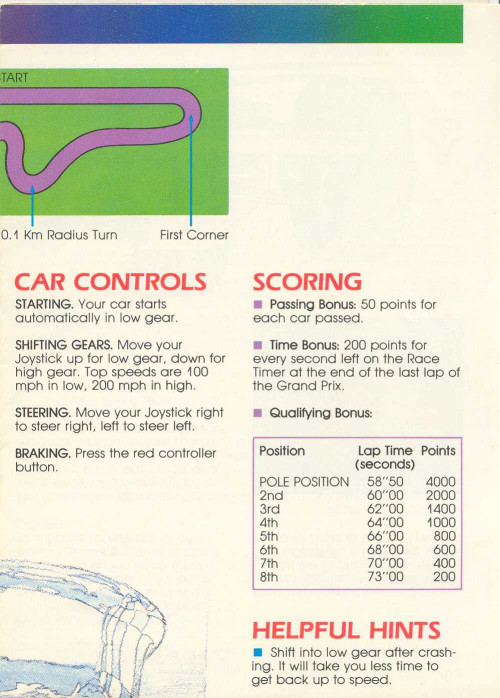 START
0.1 Km Radius Turn
First Corner
CAR CONTROLS
STARTING. Your car starts
automatically in low gear.
SHIFTING GEARS. Move your
Joystick up for low gear, down for
high gear. Top speeds are 100
mph in low, 200 mph in high.
STEERING. Move your Joystick right
to steer right, left to steer left.
BRAKING. Press the red controller
button.
SCORING
■ Passing Bonus: 50 points for
each car passed.
■ Time Bonus: 200 points for
every second left on the Race
Timer at the end of the last lap of
the Grand Prix.
■ Qualifying Bonus:
Position Lap Time Points
(seconds)
POLE POSITION 58"50 4000
2nd 60"00 2000
3rd 62"00 1400
4th 64"00 1000
5th 66"00 800
6th 68"00 600
7th 70"00 400
8th 73"00 200
HELPFUL HINTS
■ Shift into low gear after crash-
ing. It will take you less time to
get back up to speed.